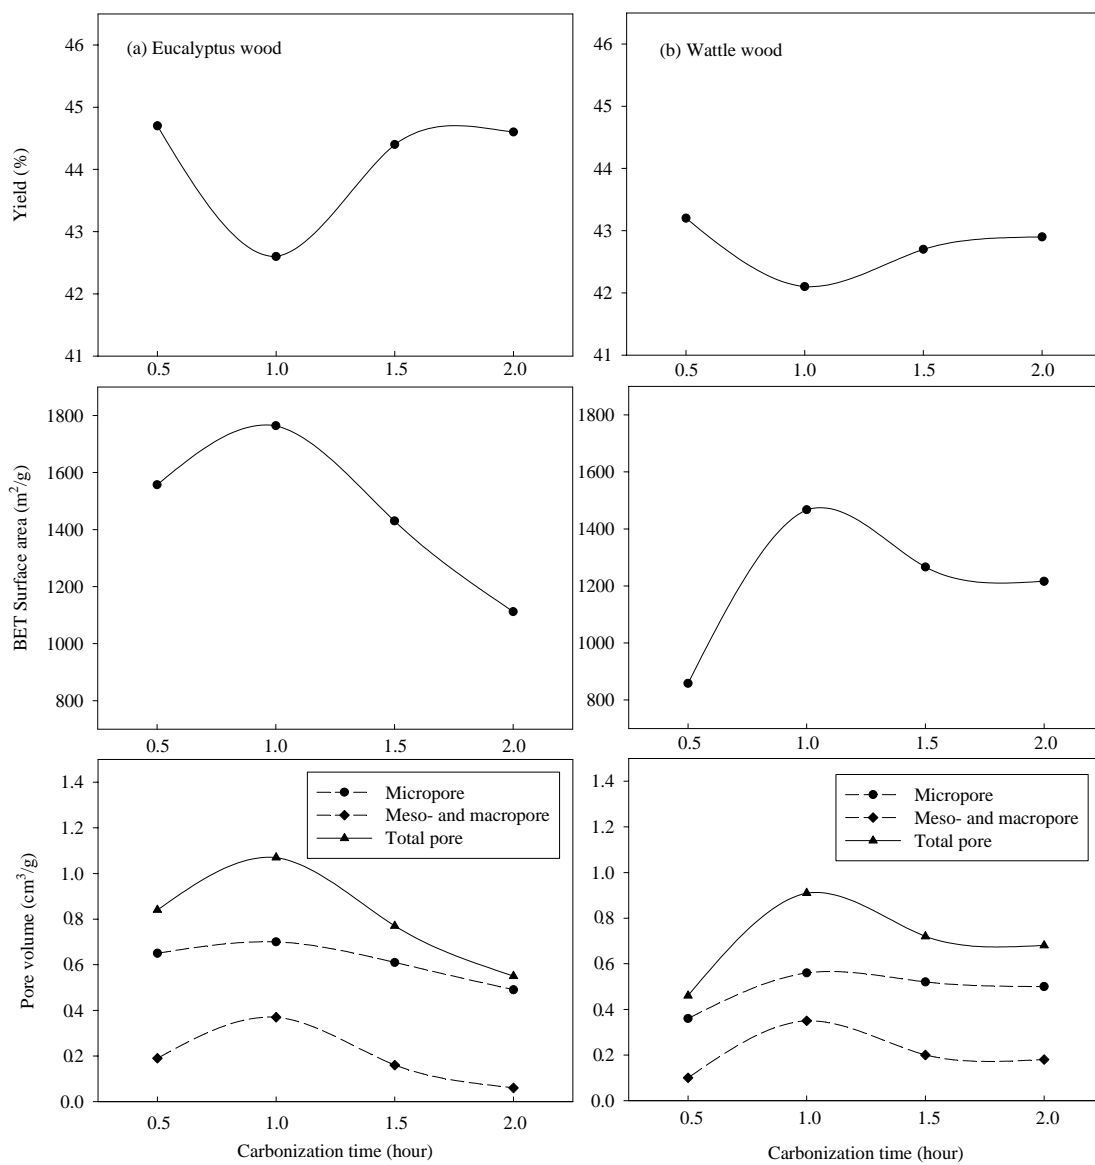 (a) Eucalyptus wood
46
45
44
43
42
41
Yield (%)
0.5 1.0 1.5 2.0
(b) Wattle wood
46
45
44
43
42
41
0.5 1.0 1.5 2.0
1800
1600
1400
1200
1000
800
BET Surface area (m²/g)
0.5 1.0 1.5 2.0
1800
1600
1400
1200
1000
800
0.5 1.0 1.5 2.0
1.4
1.2
1.0
0.8
0.6
0.4
0.2
0.0
Pore volume (cm³/g)
Micropore
Meso- and macropore
Total pore
0.5 1.0 1.5 2.0
Carbonization time (hour)
1.4
1.2
1.0
0.8
0.6
0.4
0.2
0.0
Micropore
Meso- and macropore
Total pore
0.5 1.0 1.5 2.0
Carbonization time (hour)